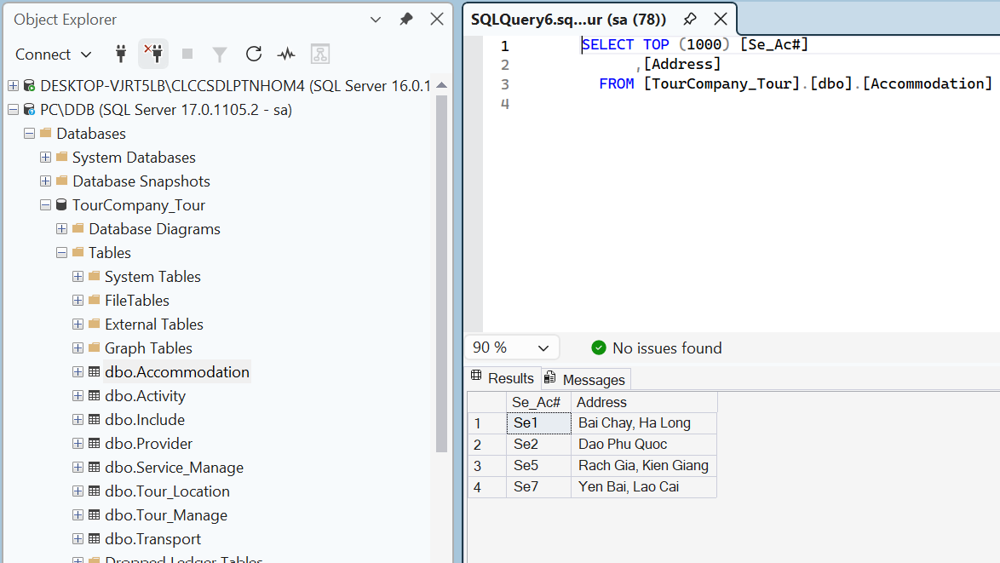 Object Explorer
Connect
DESKTOP-VJRT5LB\CLCCSDLPTNHOM4 (SQL Server 16.0.1
PC\DDB (SQL Server 17.0.1105.2 - sa)
Databases
System Databases
Database Snapshots
TourCompany_Tour
Database Diagrams
Tables
System Tables
FileTables
External Tables
Graph Tables
dbo.Accommodation
dbo.Activity
dbo.Include
dbo.Provider
dbo.Service_Manage
dbo.Tour_Location
dbo.Tour_Manage
dbo.Transport
Dropped Ledger Tables
SQLQuery6.sq...ur (sa (78))
1 SELECT TOP (1000) [Se_Ac#]
2 ,[Address]
3 FROM [TourCompany_Tour].[dbo].[Accommodation]
4
90 % No issues found
Results Messages
Se_Ac# Address
1 Se1 Bai Chay, Ha Long
2 Se2 Dao Phu Quoc
3 Se5 Rach Gia, Kien Giang
4 Se7 Yen Bai, Lao Cai